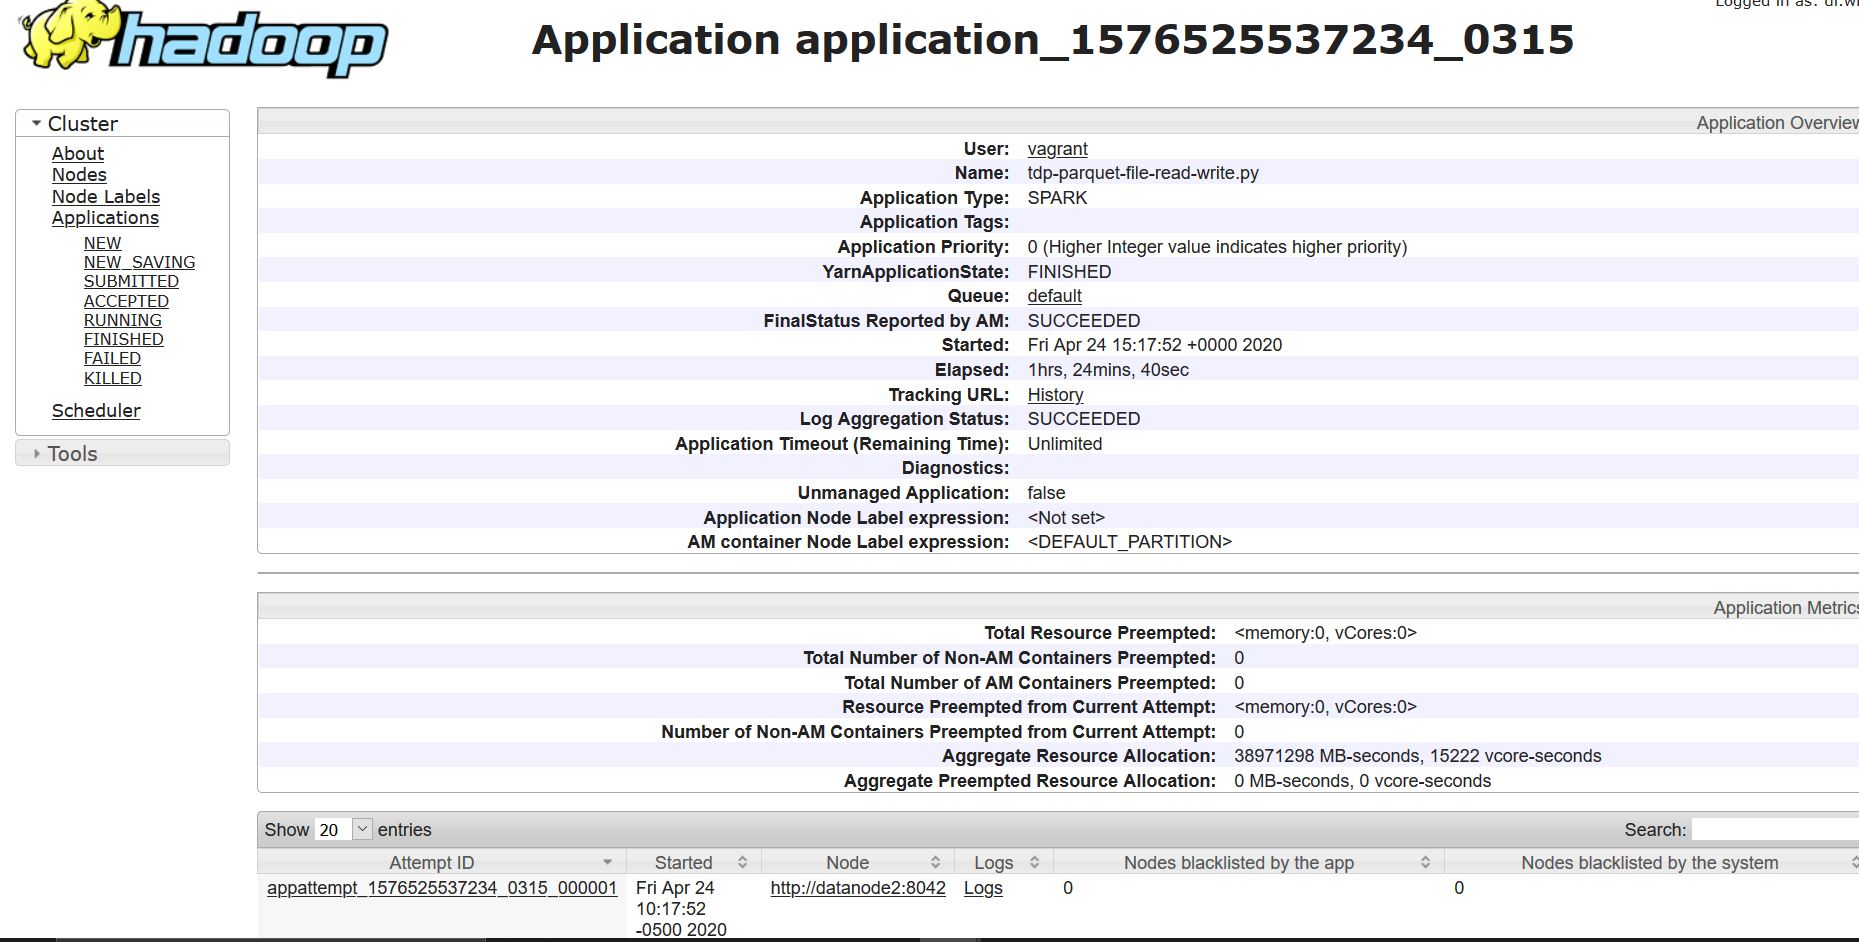 Logged in as: dr.w
hadoop
Application application_1576525537234_0315
Cluster
About
Nodes
Node Labels
Applications
NEW
NEW_SAVING
SUBMITTED
ACCEPTED
RUNNING
FINISHED
FAILED
KILLED
Scheduler
Tools
Application Overview
User: vagrant
Name: tdp-parquet-file-read-write.py
Application Type: SPARK
Application Tags:
Application Priority: 0 (Higher Integer value indicates higher priority)
YarnApplicationState: FINISHED
Queue: default
FinalStatus Reported by AM: SUCCEEDED
Started: Fri Apr 24 15:17:52 +0000 2020
Elapsed: 1hrs, 24mins, 40sec
Tracking URL: History
Log Aggregation Status: SUCCEEDED
Application Timeout (Remaining Time): Unlimited
Diagnostics:
Unmanaged Application: false
Application Node Label expression: <Not set>
AM container Node Label expression: <DEFAULT_PARTITION>
Application Metrics
Total Resource Preempted: <memory:0, vCores:0>
Total Number of Non-AM Containers Preempted: 0
Total Number of AM Containers Preempted: 0
Resource Preempted from Current Attempt: <memory:0, vCores:0>
Number of Non-AM Containers Preempted from Current Attempt: 0
Aggregate Resource Allocation: 38971298 MB-seconds, 15222 vcore-seconds
Aggregate Preempted Resource Allocation: 0 MB-seconds, 0 vcore-seconds
Show 20 entries Search:
Attempt ID Started Node Logs Nodes blacklisted by the app Nodes blacklisted by the system
appattempt_1576525537234_0315_000001 Fri Apr 24 http://datanode2:8042 Logs 0 0
10:17:52
-0500 2020